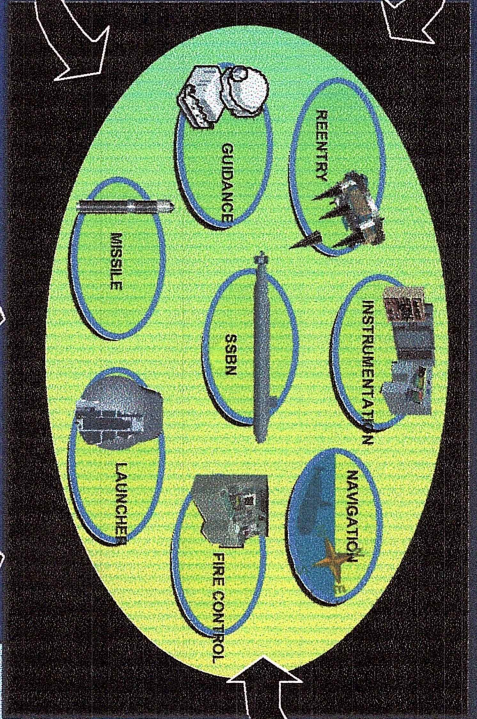 REENTRY
INSTRUMENTATION
NAVIGATION
E
GUIDANCE
SSBN
FIRE CONTROL
MISSILE
LAUNCHER